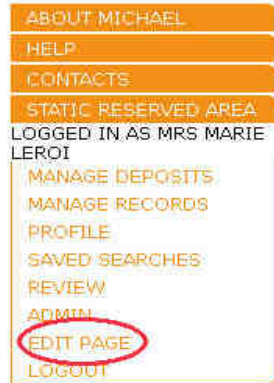 ABOUT MICHAEL
HELP
CONTACTS
STATIC RESERVED AREA
LOGGED IN AS MRS MARIE
LEROI
MANAGE DEPOSITS
MANAGE RECORDS
PROFILE
SAVED SEARCHES
REVIEW
ADMIN
EDIT PAGE
LOGOUT